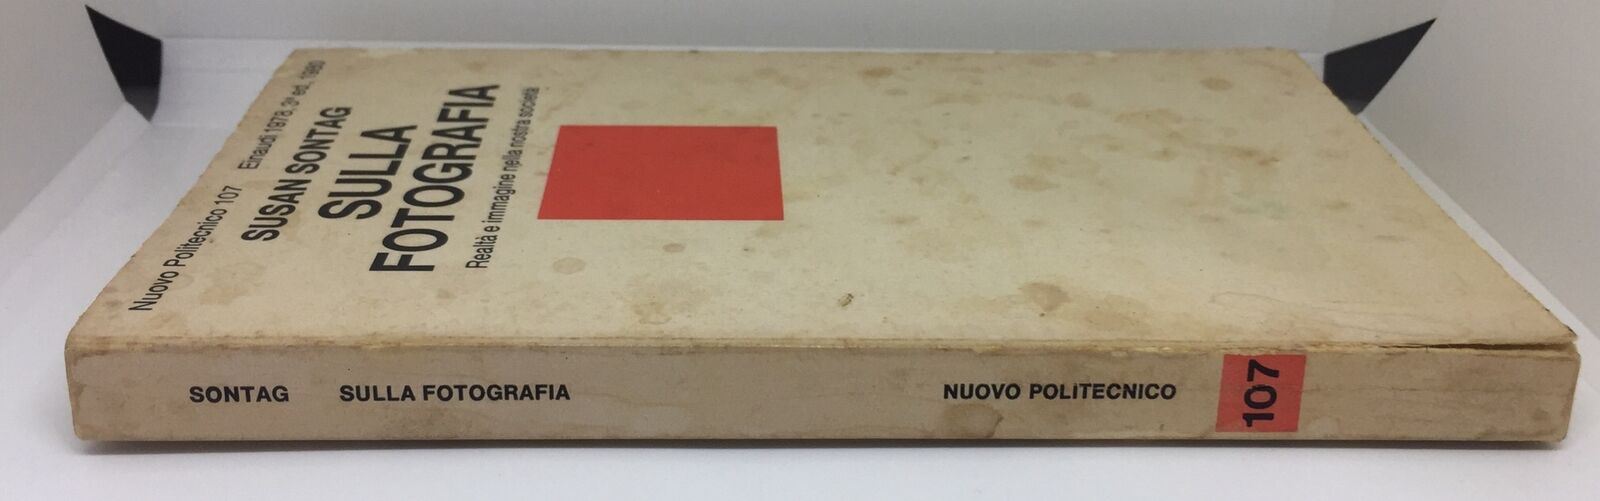 Nuovo Politecnico 107 Einaudi 1978, 3ª ed. 1980
SUSAN SONTAG
SULLA
FOTOGRAFIA
Realtà e immagine nella nostra società
SONTAG SULLA FOTOGRAFIA NUOVO POLITECNICO 107